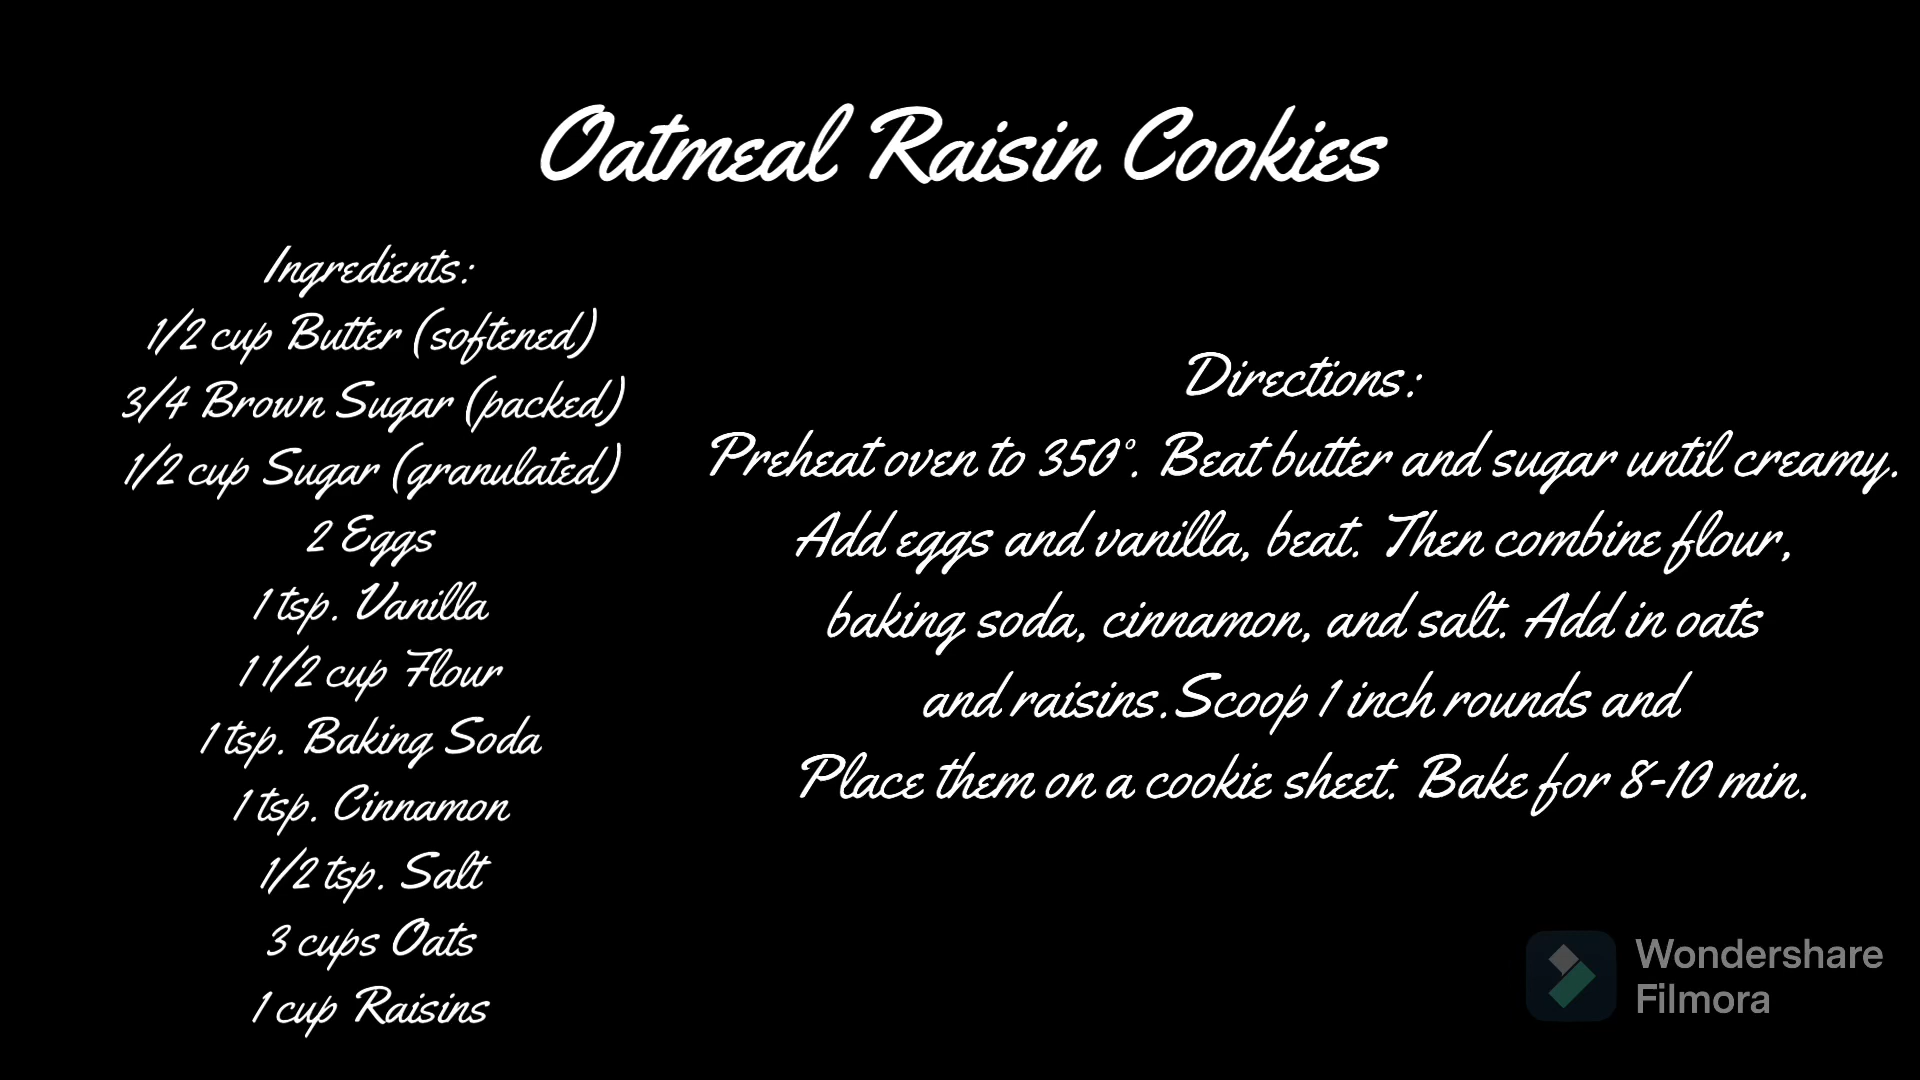 Oatmeal Raisin Cookies
Ingredients:
1/2 cup Butter (softened)
3/4 Brown Sugar (packed)
1/2 cup Sugar (granulated)
2 Eggs
1 tsp. Vanilla
1 1/2 cup Flour
1 tsp. Baking Soda
1 tsp. Cinnamon
1/2 tsp. Salt
3 cups Oats
1 cup Raisins
Directions:
Preheat oven to 350°. Beat butter and sugar until creamy.
Add eggs and vanilla, beat. Then combine flour,
baking soda, cinnamon, and salt. Add in oats
and raisins.Scoop 1 inch rounds and
Place them on a cookie sheet. Bake for 8-10 min.
Wondershare
Filmora